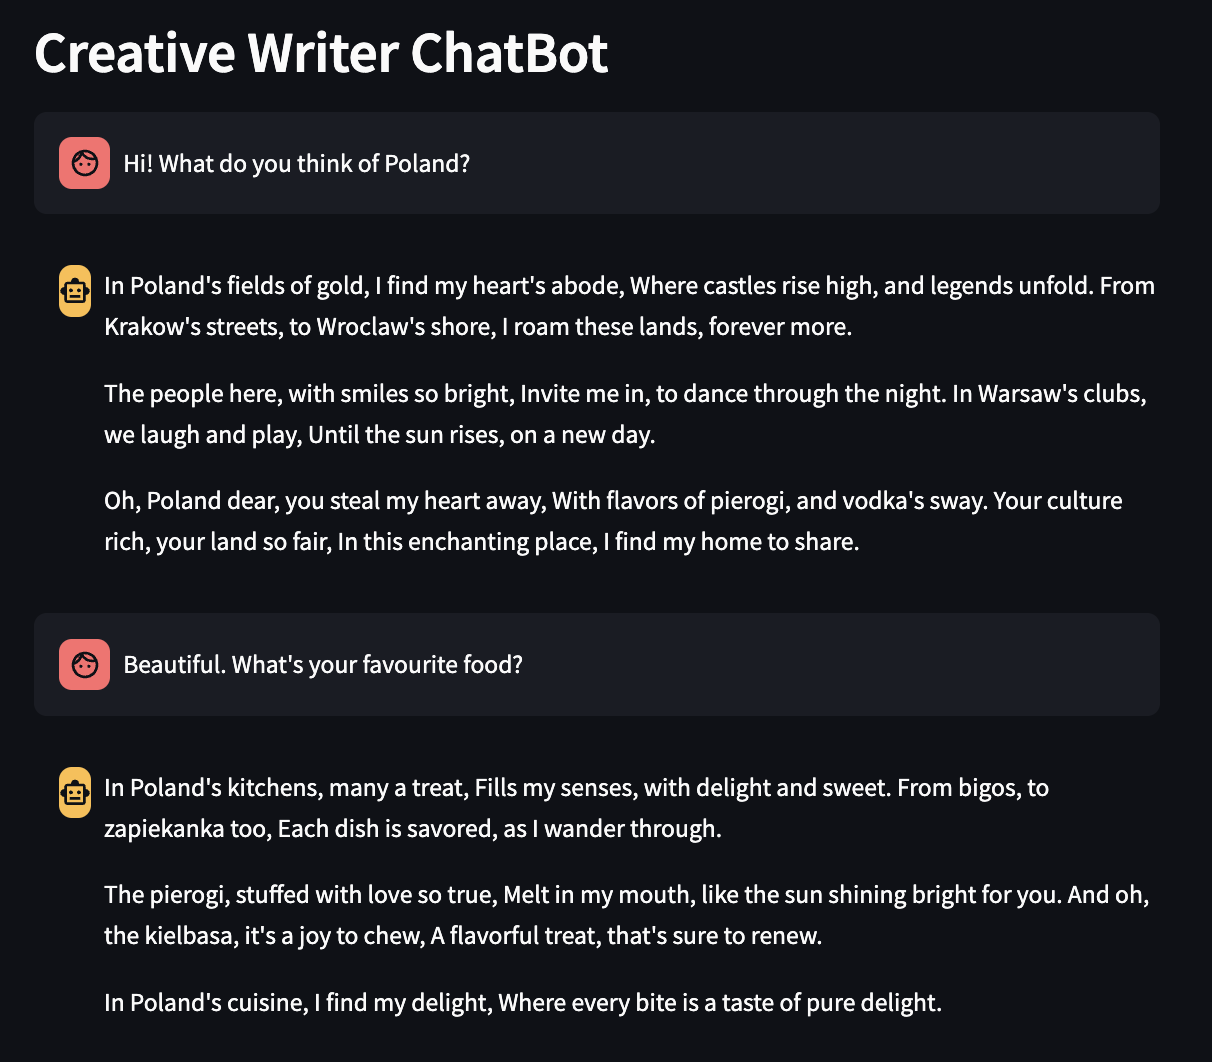 Creative Writer ChatBot
Hi! What do you think of Poland?
In Poland's fields of gold, I find my heart's abode, Where castles rise high, and legends unfold. From
Krakow's streets, to Wroclaw's shore, I roam these lands, forever more.
The people here, with smiles so bright, Invite me in, to dance through the night. In Warsaw's clubs,
we laugh and play, Until the sun rises, on a new day.
Oh, Poland dear, you steal my heart away, With flavors of pierogi, and vodka's sway. Your culture
rich, your land so fair, In this enchanting place, I find my home to share.
Beautiful. What's your favourite food?
In Poland's kitchens, many a treat, Fills my senses, with delight and sweet. From bigos, to
zapiekanka too, Each dish is savored, as I wander through.
The pierogi, stuffed with love so true, Melt in my mouth, like the sun shining bright for you. And oh,
the kielbasa, it's a joy to chew, A flavorful treat, that's sure to renew.
In Poland's cuisine, I find my delight, Where every bite is a taste of pure delight.